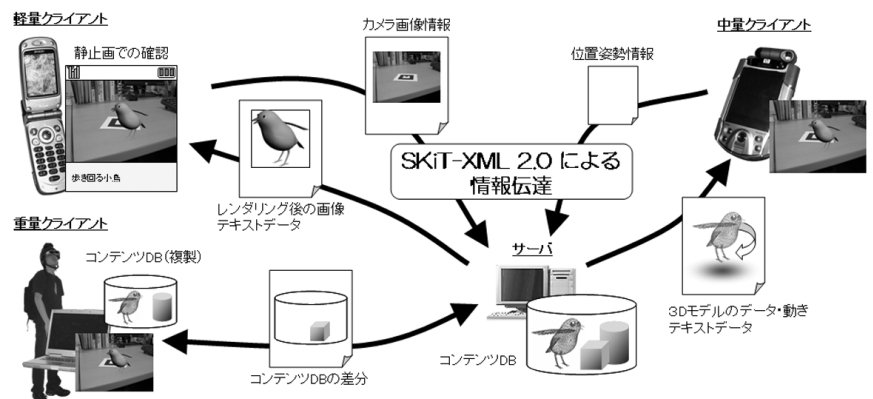 軽量クライアント
静止画での確認
歩き回る小鳥
カメラ画像情報
位置姿勢情報
中量クライアント
SKiT-XML 2.0 による
情報伝達
レンダリング後の画像
テキストデータ
重量クライアント
コンテンツDB(複製)
サーバ
3Dモデルのデータ・動き
テキストデータ
コンテンツDB
コンテンツDBの差分